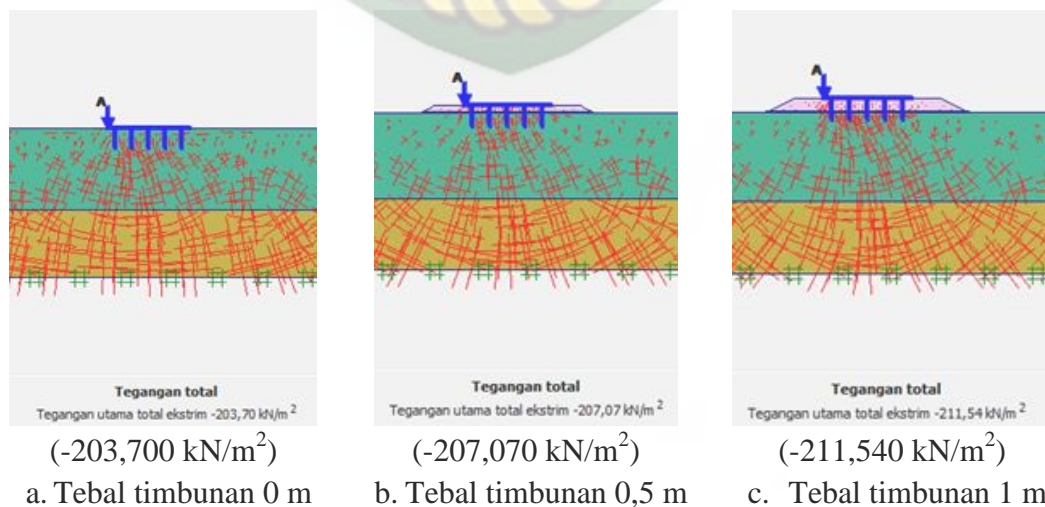 A
A
A
Tegangan total
Tegangan utama total ekstrim -203,70 kN/m²
Tegangan total
Tegangan utama total ekstrim -207,07 kN/m²
Tegangan total
Tegangan utama total ekstrim -211,54 kN/m²
(-203,700 kN/m²)
(-207,070 kN/m²)
(-211,540 kN/m²)
a. Tebal timbunan 0 m
b. Tebal timbunan 0,5 m
c. Tebal timbunan 1 m